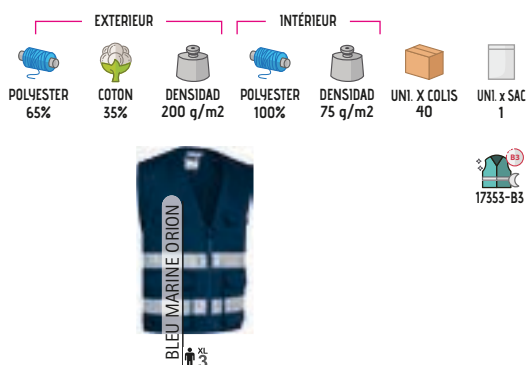 EXTERIEUR
INTÉRIEUR
POLYESTER
65%
COTON
35%
DENSIDAD
200 g/m2
POLYESTER
100%
DENSIDAD
75 g/m2
UNI. X COLIS
40
UNI. x SAC
1
B3
17353-B3
BLEU MARINE ORION
XL
3